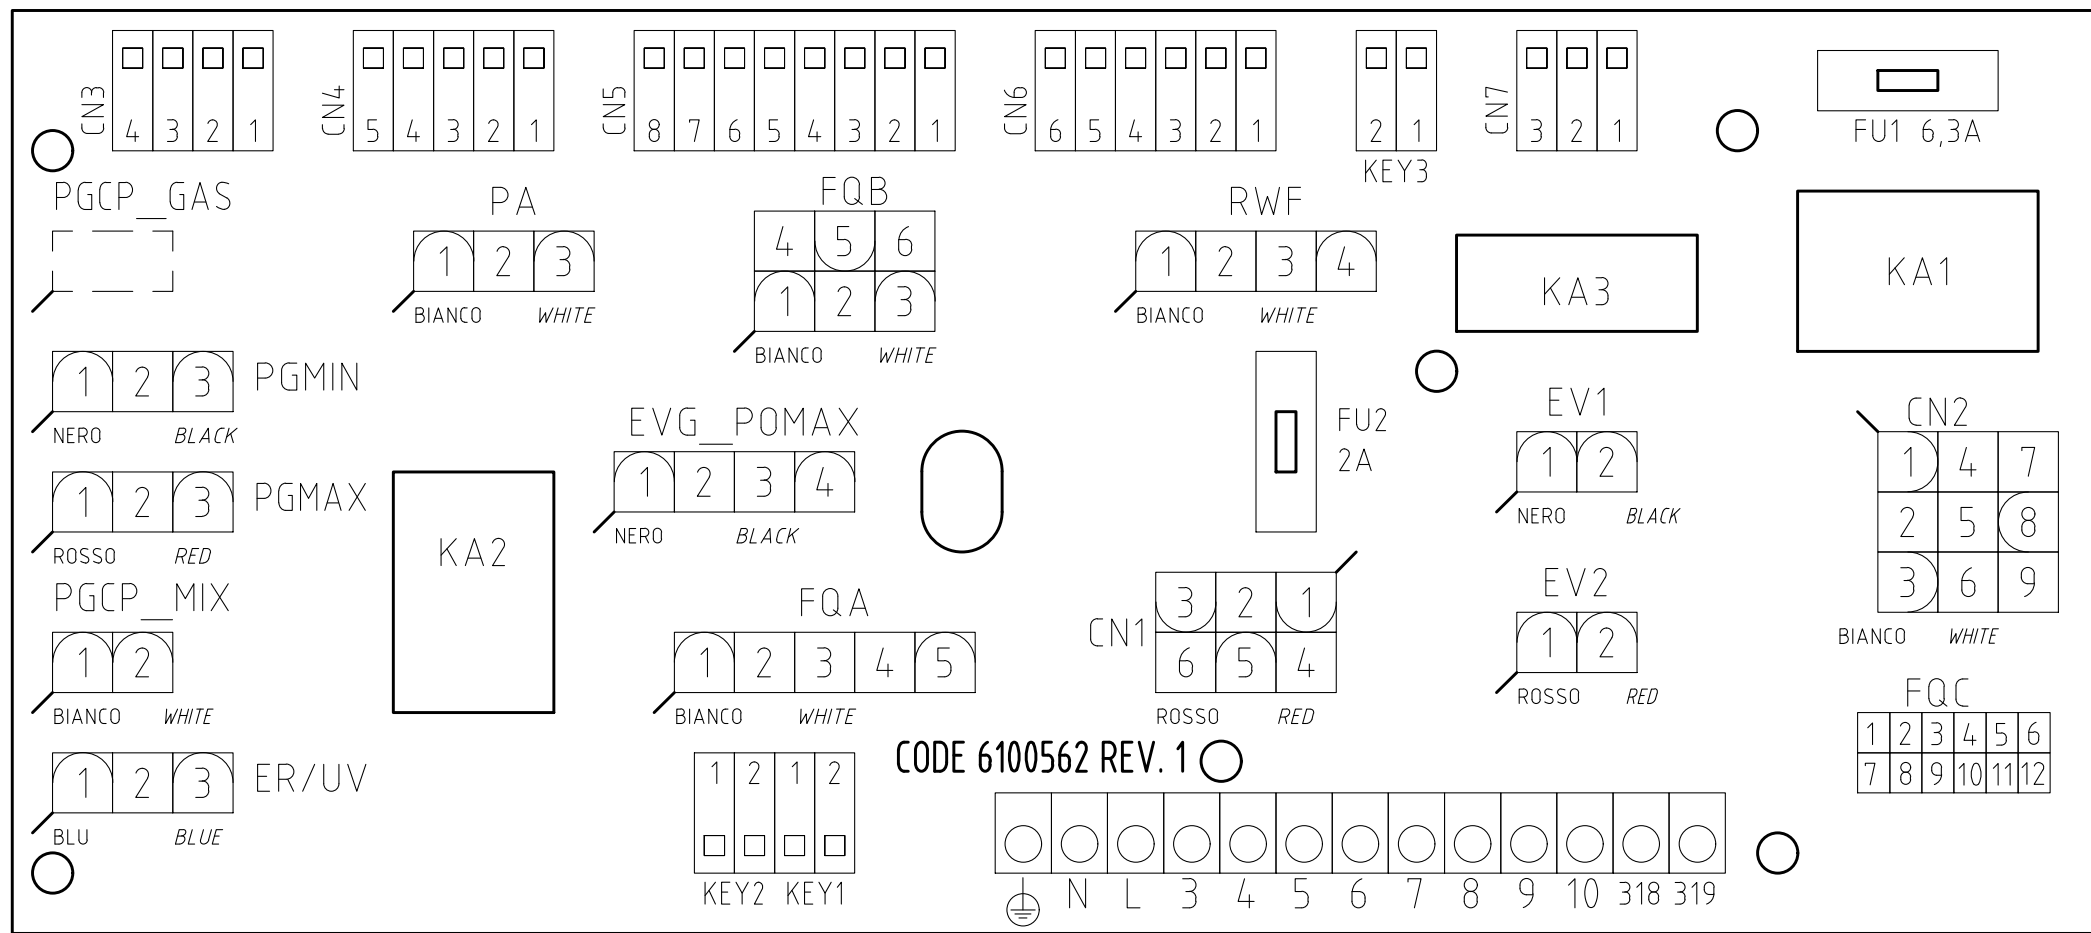 CN3
4 3 2 1
CN4
5 4 3 2 1
CN5
8 7 6 5 4 3 2 1
CN6
6 5 4 3 2 1
2 1
KEY3
CN7
3 2 1
FU1 6,3A
PGCP_GAS
PA
1 2 3
BIANCO WHITE
FQB
4 5 6
1 2 3
BIANCO WHITE
RWF
1 2 3 4
BIANCO WHITE
KA3
KA1
1 2 3 PGMIN
NERO BLACK
1 2 3 PGMAX
ROSSO RED
PGCP_MIX
1 2
BIANCO WHITE
1 2 3 ER/UV
BLU BLUE
KA2
EVG_POMAX
1 2 3 4
NERO BLACK
FQA
1 2 3 4 5
BIANCO WHITE
FU2
2A
CN1
3 2 1
6 5 4
ROSSO RED
EV1
1 2
NERO BLACK
EV2
1 2
ROSSO RED
CN2
1 4 7
2 5 8
3 6 9
BIANCO WHITE
FQC
1 2 3 4 5 6
7 8 9 10 11 12
CODE 6100562 REV. 1
1 2 1 2
KEY2 KEY1
N L 3 4 5 6 7 8 9 10 318 319